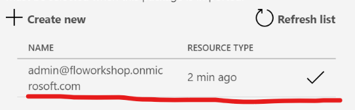 Create new Refresh list
NAME RESOURCE TYPE
admin@floworkshop.onmic 2 min ago
rosoft.com